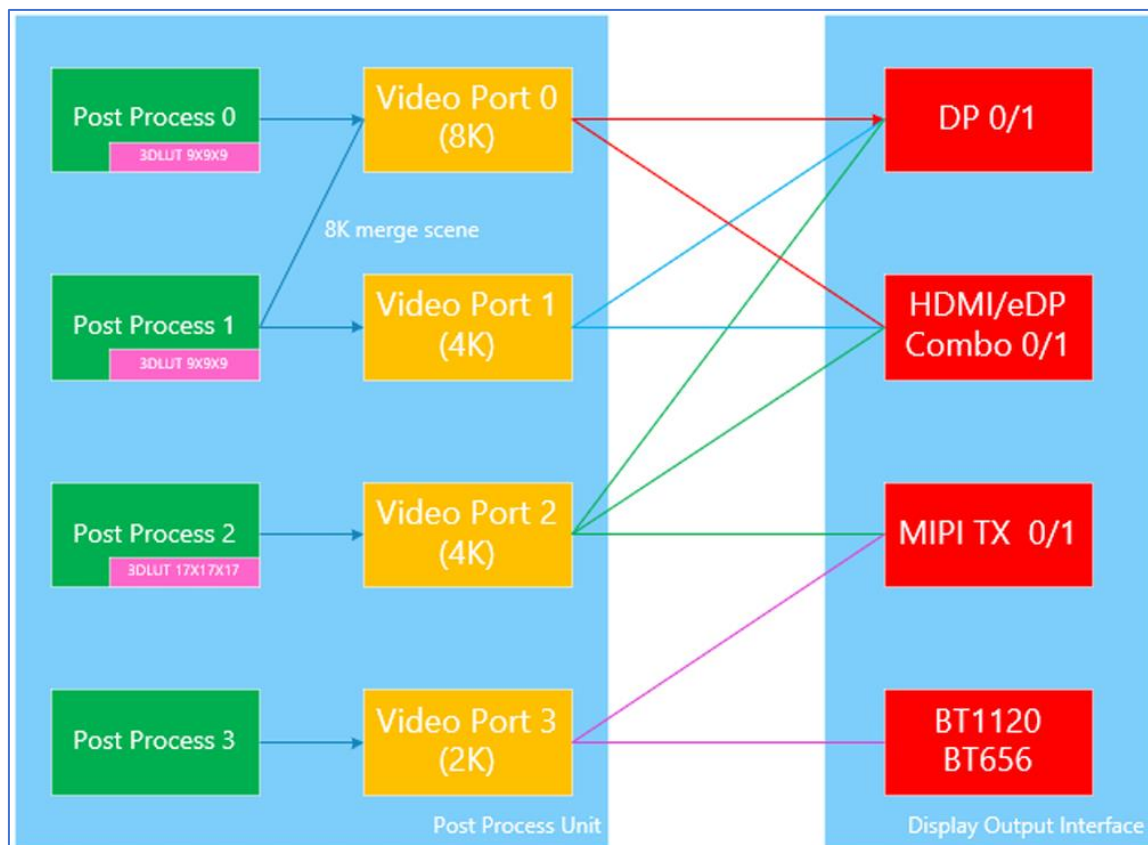 Post Process 0
3DLUT 9X9X9
Video Port 0
(8K)
DP 0/1
8K merge scene
Post Process 1
3DLUT 9X9X9
Video Port 1
(4K)
HDMI/eDP
Combo 0/1
Post Process 2
3DLUT 17X17X17
Video Port 2
(4K)
MIPI TX 0/1
Post Process 3
Video Port 3
(2K)
BT1120
BT656
Post Process Unit
Display Output Interface